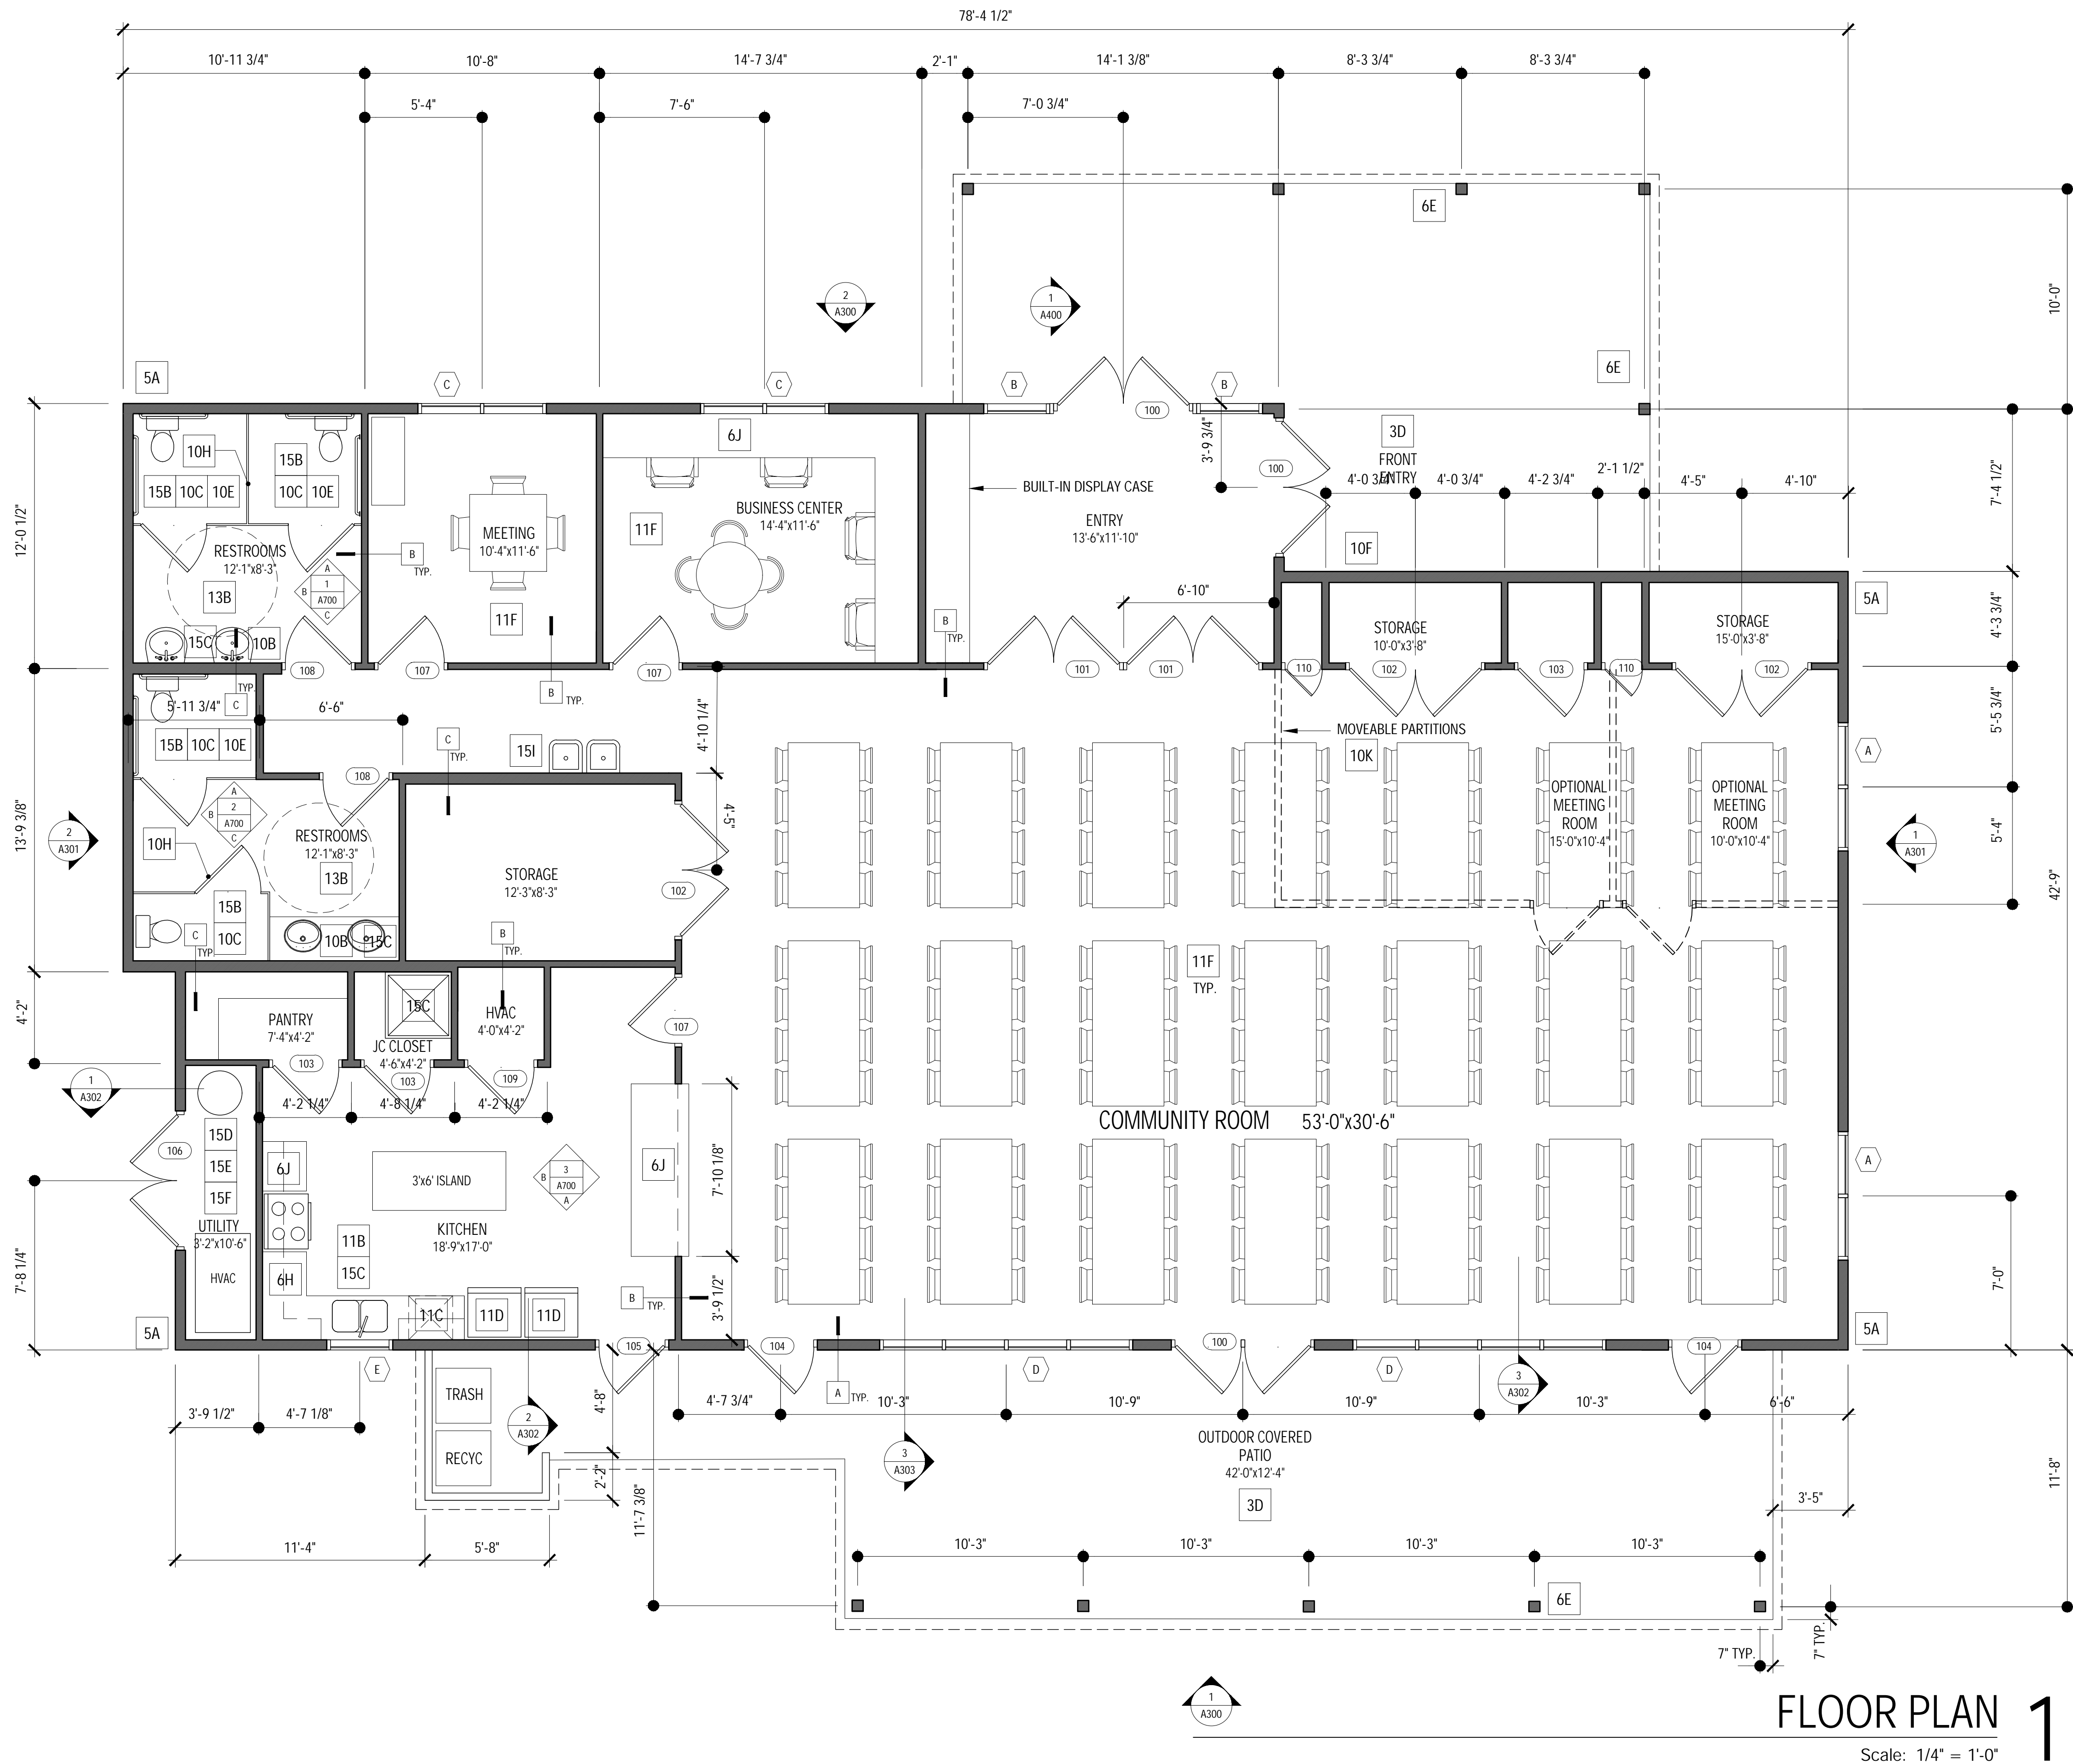 78'-4 1/2"
10'-11 3/4" 10'-8" 14'-7 3/4" 2'-1" 14'-1 3/8" 8'-3 3/4" 8'-3 3/4"
5'-4" 7'-6" 7'-0 3/4"
6E
10'-0"
2
A300
1
A400
5A C C B B 100 6E
6J 3'-9 3/4" 3D
FRONT
ENTRY
10H 15B 100
15B 10C 10E 10C 10E
BUILT-IN DISPLAY CASE
4'-0 3/4" 4'-0 3/4" 4'-2 3/4" 2'-1 1/2" 4'-5" 4'-10"
7'-4 1/2"
12'-0 1/2"
MEETING
10'-4"x11'-6"
11F
BUSINESS CENTER
14'-4"x11'-6"
11F
ENTRY
13'-6"x11'-10"
10F
RESTROOMS
12'-1"x8'-3"
13B
B
TYP.
A
B
1
A700
C
6'-10"
5A
15C 10B
B
TYP.
STORAGE
10'-0"x3'-8"
STORAGE
15'-0"x3'-8"
4'-3 3/4"
108 107 107 101 101 110 102 103 110 102
TYP.
C
B
TYP.
5'-11 3/4" 6'-6"
4'-10 1/4"
5'-5 3/4"
15B 10C 10E
C
TYP.
15I
MOVEABLE PARTITIONS
10K
A
108
A
B
2
A700
C
OPTIONAL
MEETING
ROOM
15'-0"x10'-4"
OPTIONAL
MEETING
ROOM
10'-0"x10'-4"
4'-5"
5'-4"
13'-9 3/8"
2
A301
1
A301
10H
RESTROOMS
12'-1"x8'-3"
13B
STORAGE
12'-3"x8'-3"
102
42'-9"
15B
10C
C
TYP.
10B 15C
B
TYP.
11F
TYP.
4'-2"
PANTRY
7'-4"x4'-2"
103
15C
JC CLOSET
4'-6"x4'-2"
103
HVAC
4'-0"x4'-2"
109
107
1
A302
4'-2 1/4" 4'-8 1/4" 4'-2 1/4"
COMMUNITY ROOM 53'-0"x30'-6"
106
15D
15E
15F
6J
3'x6' ISLAND
3
A700
B
A
6J
7'-10 1/8"
A
UTILITY
3'-2"x10'-6"
HVAC
11B
15C
KITCHEN
18'-9"x17'-0"
6H
7'-8 1/4"
7'-0"
11C 11D 11D
B
TYP.
3'-9 1/2"
5A 5A
E 105 104 D 100 D 104
TRASH
RECYC
A
TYP.
3
A302
3'-9 1/2" 4'-7 1/8"
2
A302
4'-8"
2'-2"
4'-7 3/4" 10'-3" 10'-9" 10'-9" 10'-3" 6'-6"
OUTDOOR COVERED
PATIO
42'-0"x12'-4"
3D
3
A303
11'-7 3/8"
11'-8"
3'-5"
11'-4" 5'-8"
10'-3" 10'-3" 10'-3" 10'-3"
6E
7" TYP.
7" TYP.
1
A300
FLOOR PLAN 1
Scale: 1/4" = 1'-0"